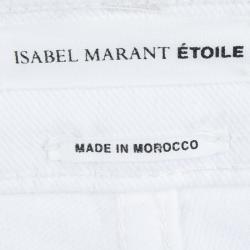 ISABEL MARANT ÉTOILE
MADE IN MOROCCO